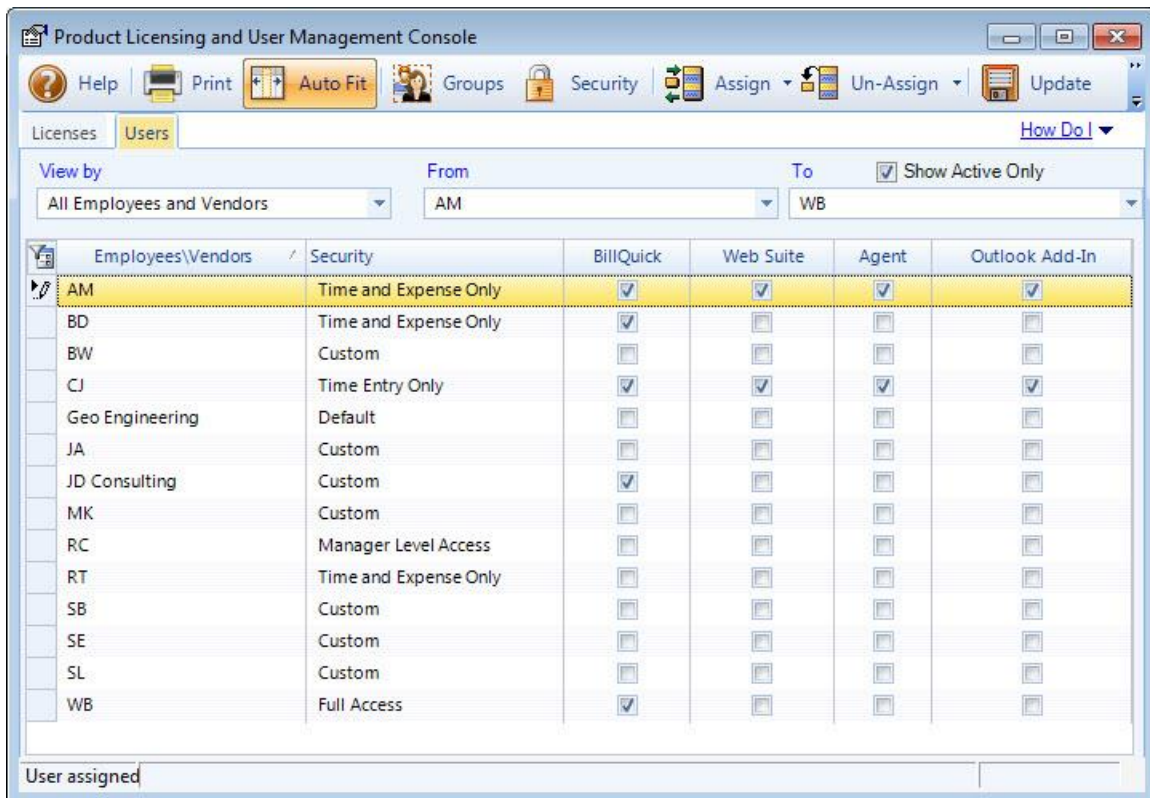 Product Licensing and User Management Console
Help Print Auto Fit Groups Security Assign Un-Assign Update
Licenses Users How Do I
View by From To Show Active Only
All Employees and Vendors AM WB
Employees\Vendors Security BillQuick Web Suite Agent Outlook Add-In
AM Time and Expense Only
BD Time and Expense Only
BW Custom
CJ Time Entry Only
Geo Engineering Default
JA Custom
JD Consulting Custom
MK Custom
RC Manager Level Access
RT Time and Expense Only
SB Custom
SE Custom
SL Custom
WB Full Access
User assigned